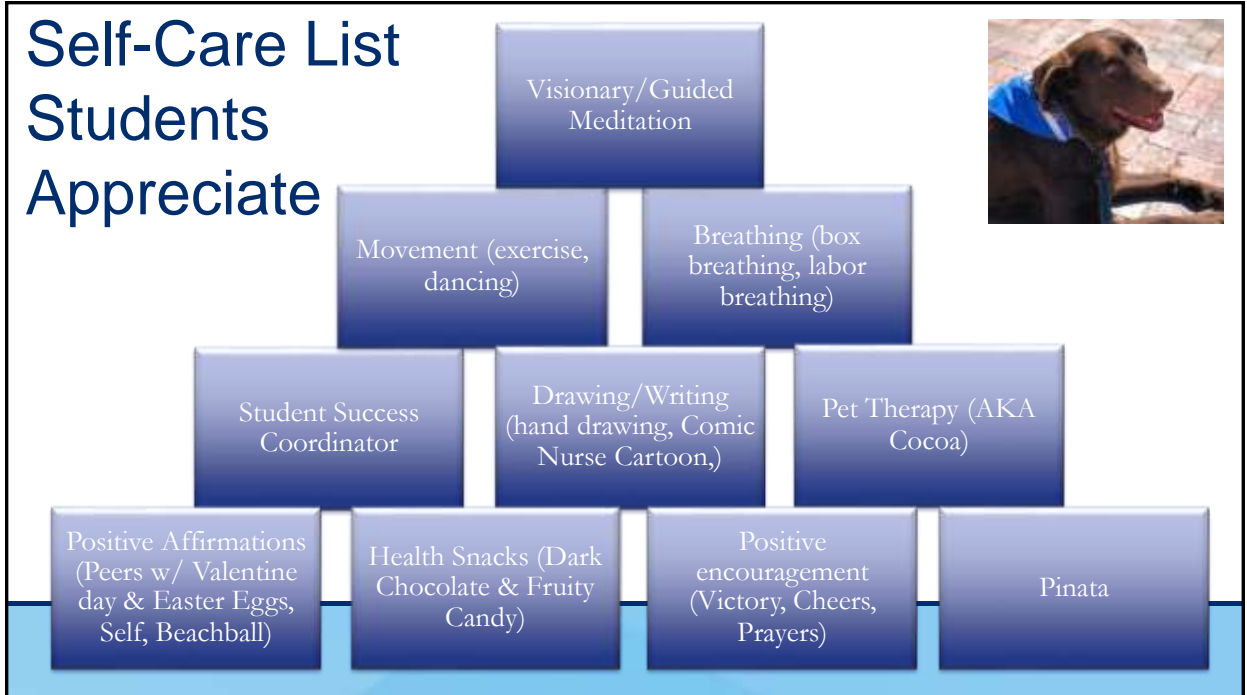 Self-Care List
Students
Appreciate
Visionary/Guided
Meditation
Movement (exercise,
dancing)
Breathing (box
breathing, labor
breathing)
Student Success
Coordinator
Drawing/Writing
(hand drawing, Comic
Nurse Cartoon,)
Pet Therapy (AKA
Cocoa)
Positive Affirmations
(Peers w/ Valentine
day & Easter Eggs,
Self, Beachball)
Health Snacks (Dark
Chocolate & Fruity
Candy)
Positive
encouragement
(Victory, Cheers,
Prayers)
Pinata